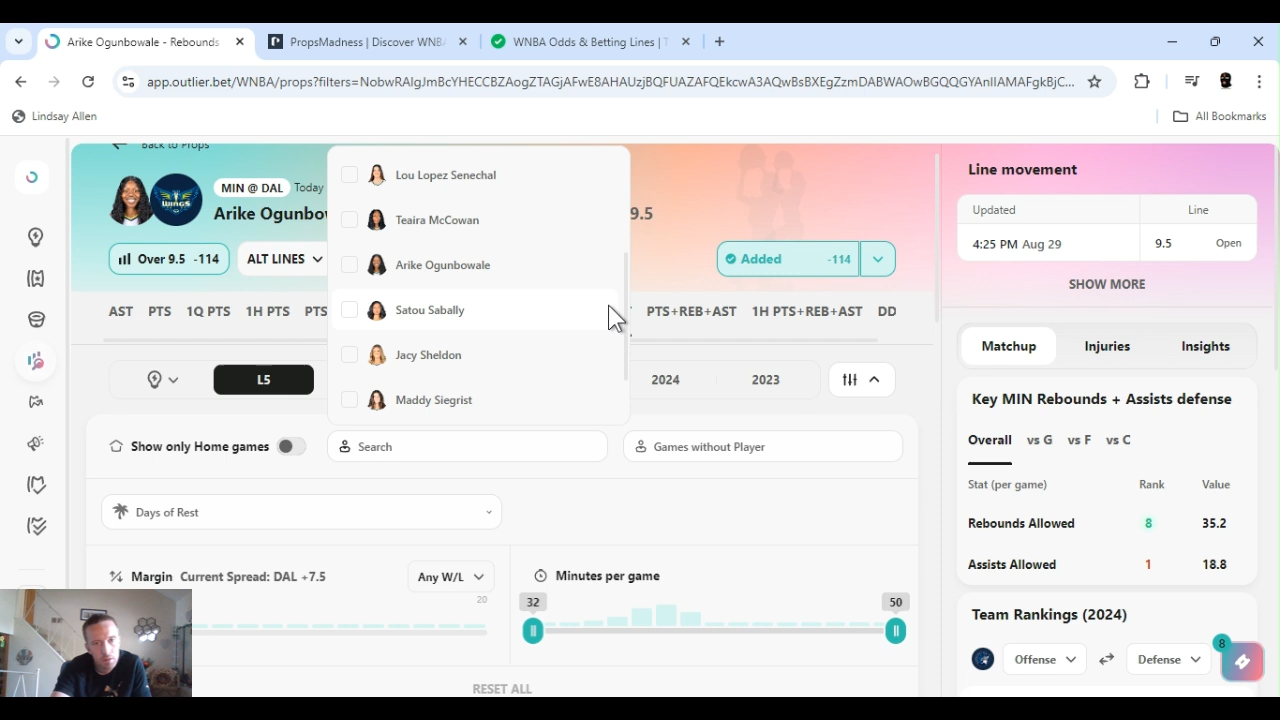 Arike Ogunbowale - Rebounds
PropsMadness | Discover WNB
WNBA Odds & Betting Lines | T
app.outlier.bet/WNBA/props?filters=
Lindsay Allen
All Bookmarks
Back to Props
MIN @ DAL Today
Arike Ogunbow
9.5
Over 9.5 -114
ALT LINES
Added -114
AST PTS 1Q PTS 1H PTS PTS
PTS+REB+AST 1H PTS+REB+AST DD
L5
2024
2023
Lou Lopez Senechal
Teaira McCowan
Arike Ogunbowale
Satou Sabally
Jacy Sheldon
Maddy Siegrist
Show only Home games
Search
Games without Player
Days of Rest
Margin Current Spread: DAL +7.5
Any W/L
20
Minutes per game
32
50
RESET ALL
Line movement
Updated Line
4:25 PM Aug 29 9.5 Open
SHOW MORE
Matchup Injuries Insights
Key MIN Rebounds + Assists defense
Overall vs G vs F vs C
Stat (per game) Rank Value
Rebounds Allowed 8 35.2
Assists Allowed 1 18.8
Team Rankings (2024)
Offense
Defense
8